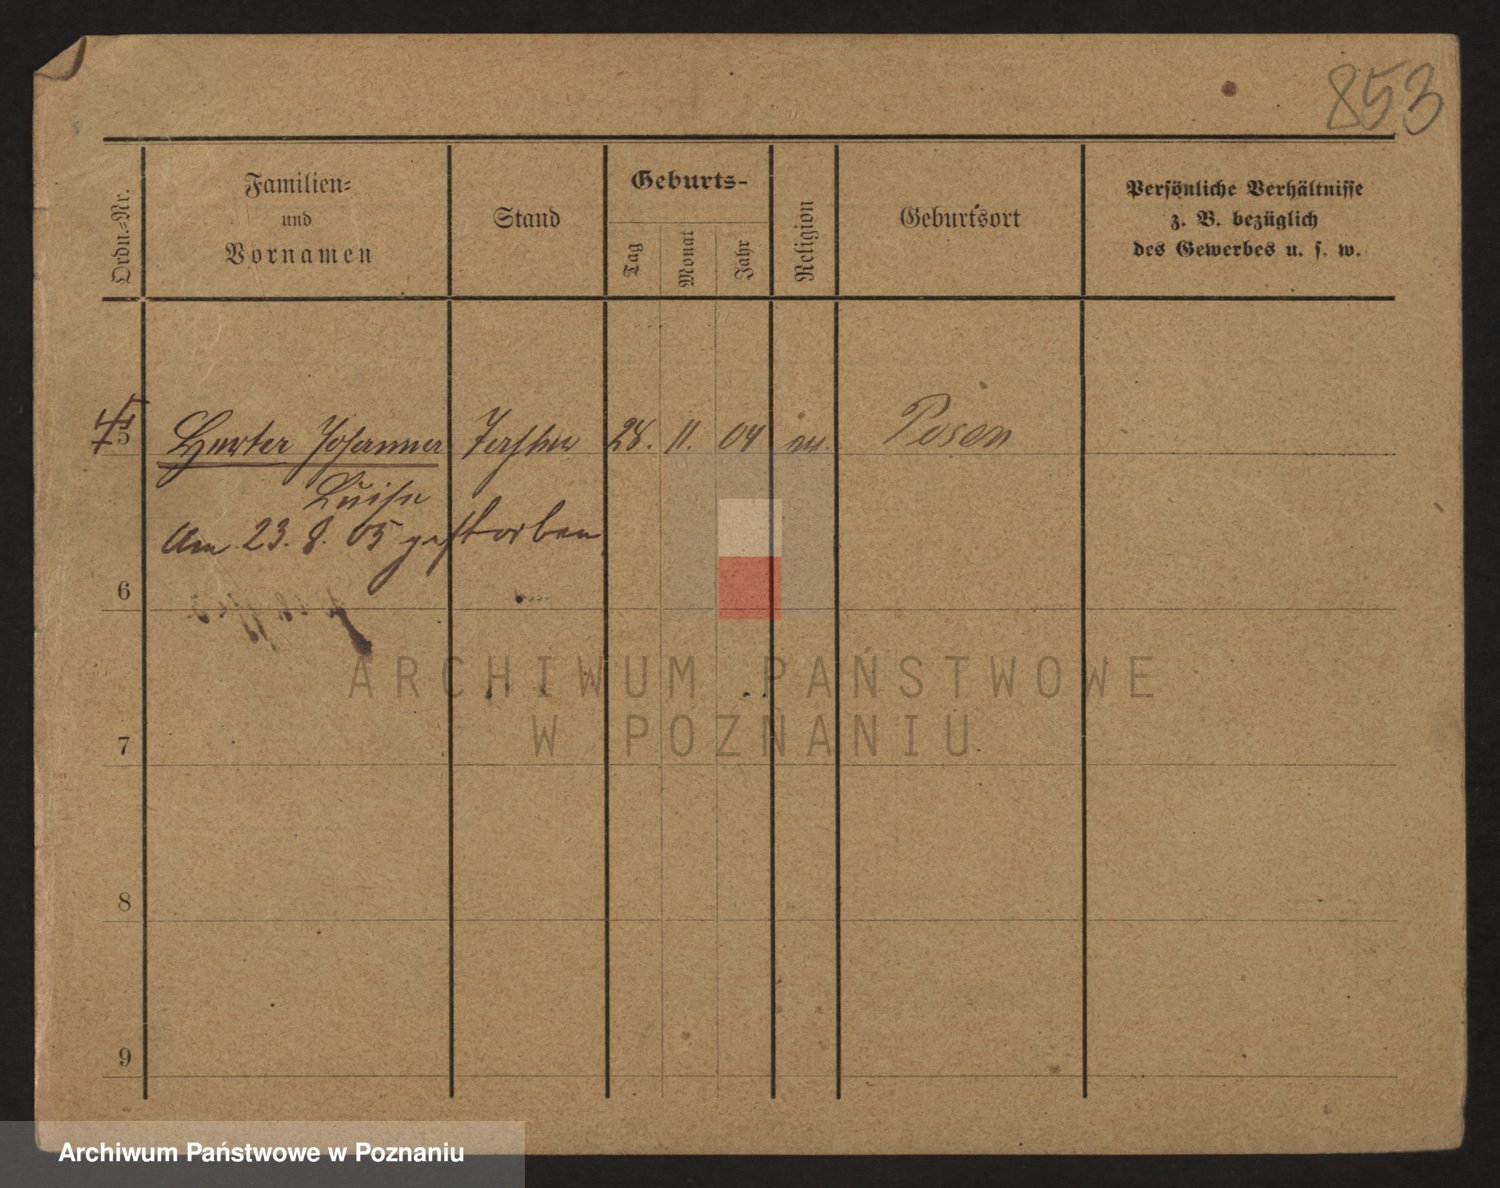 853
Ordn.-Nr.
Familien-
und
Vornamen
Stand
Geburts-
Tag
Monat
Jahr
Religion
Geburtsort
Persönliche Verhältnisse
z. B. bezüglich
des Gewerbes u. s. w.
5 Johanna Tochter 28. 11. 04 Posen
Luise
Am 23. 8. 05 gestorben
6
7
8
9
ARCHIWUM PAŃSTWOWE
W POZNANIU
Archiwum Państwowe w Poznaniu